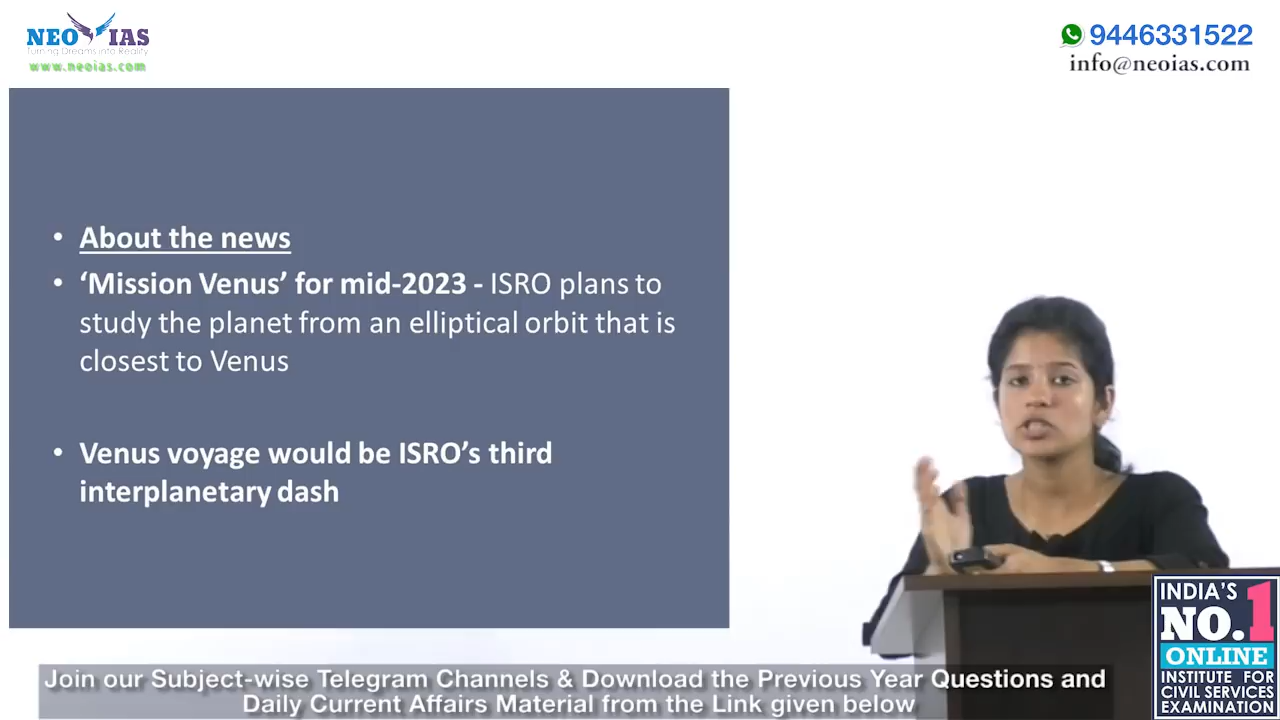 NEO IAS
Turning Dreams into Reality
www.neoias.com
9446331522
info@neoias.com
• About the news
• ‘Mission Venus’ for mid-2023 - ISRO plans to
study the planet from an elliptical orbit that is
closest to Venus
• Venus voyage would be ISRO’s third
interplanetary dash
INDIA'S
NO.1
ONLINE
INSTITUTE FOR
CIVIL SERVICES
EXAMINATION
Join our Subject-wise Telegram Channels & Download the Previous Year Questions and
Daily Current Affairs Material from the Link given below